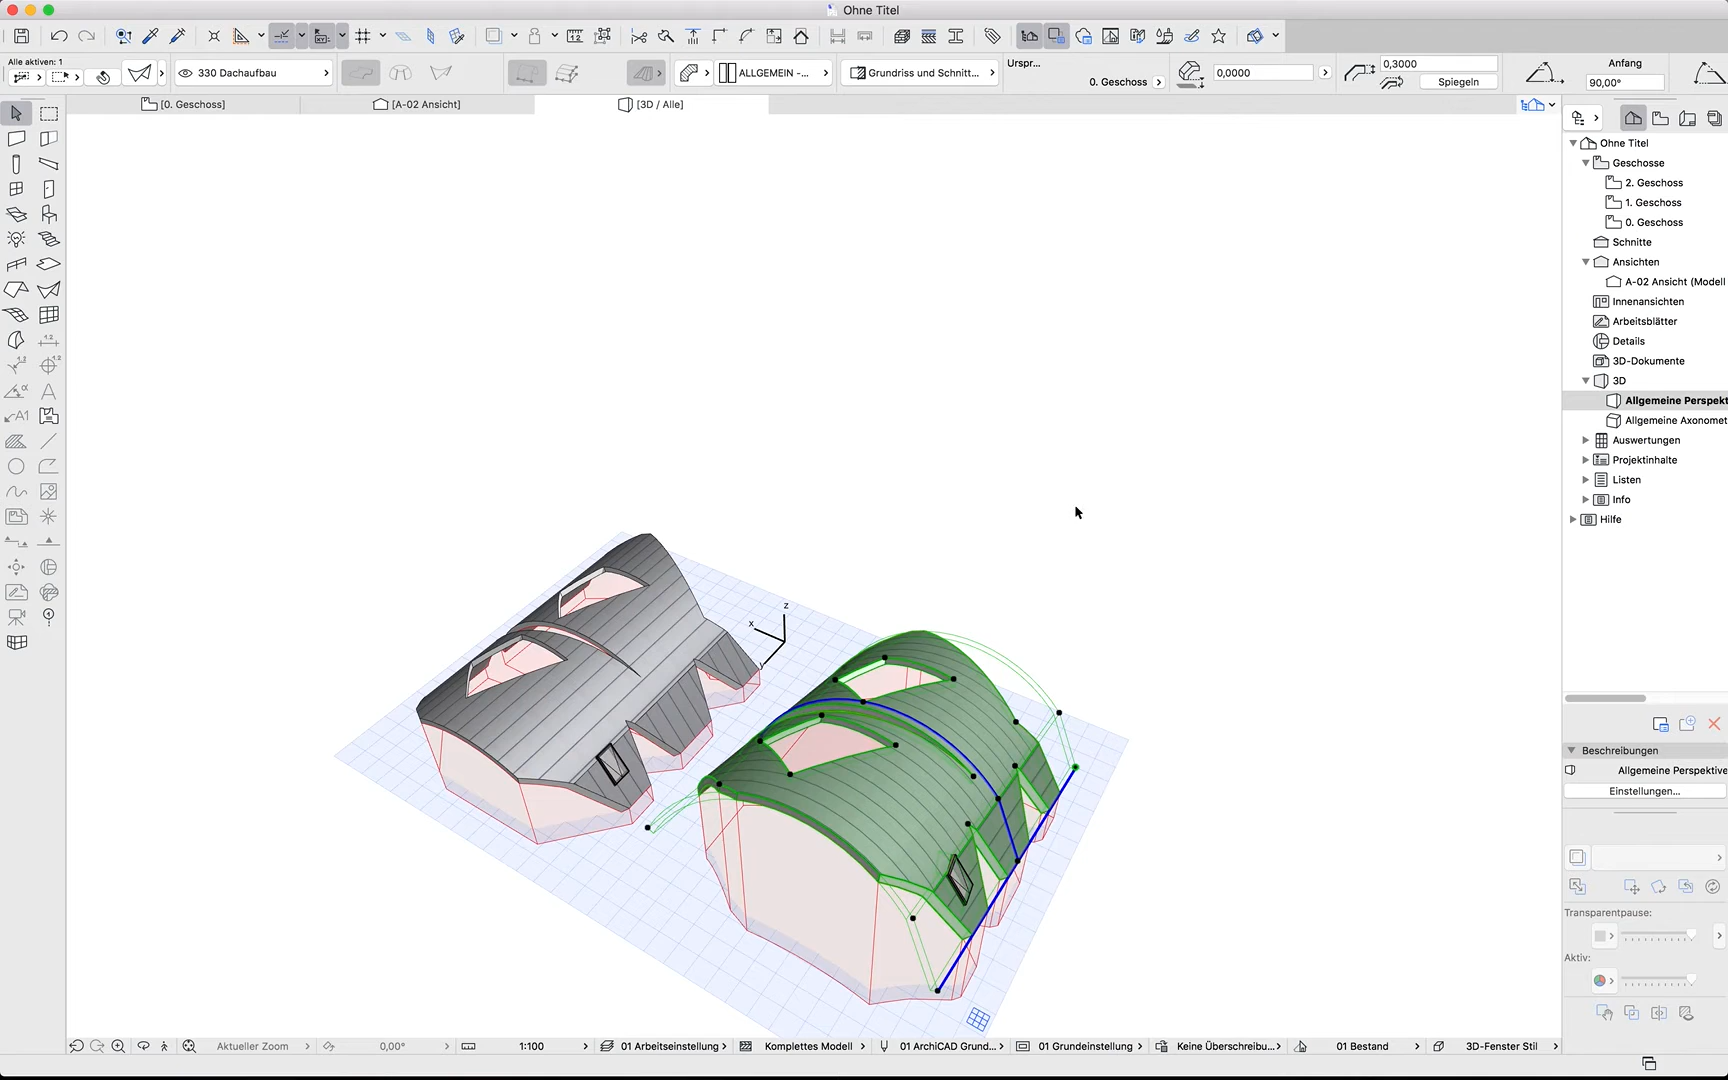 Ohne Titel
Alle aktiven: 1
330 Dachaufbau
ALLGEMEIN -...
Grundriss und Schnitt...
Urspr...
0. Geschoss
0,0000
0,3000
Spiegeln
Anfang
90,00°
[0. Geschoss]
[A-02 Ansicht]
[3D / Alle]
Ohne Titel
Geschosse
2. Geschoss
1. Geschoss
0. Geschoss
Schnitte
Ansichten
A-02 Ansicht (Modell
Innenansichten
Arbeitsblätter
Details
3D-Dokumente
3D
Allgemeine Perspekt
Allgemeine Axonomet
Auswertungen
Projektinhalte
Listen
Info
Hilfe
z
x
y
Beschreibungen
Allgemeine Perspektive
Einstellungen...
Transparentpause:
Aktiv:
Aktueller Zoom
0,00°
1:100
01 Arbeitseinstellung
Komplettes Modell
01 ArchiCAD Grund...
01 Grundeinstellung
Keine Überschreibu...
01 Bestand
3D-Fenster Stil